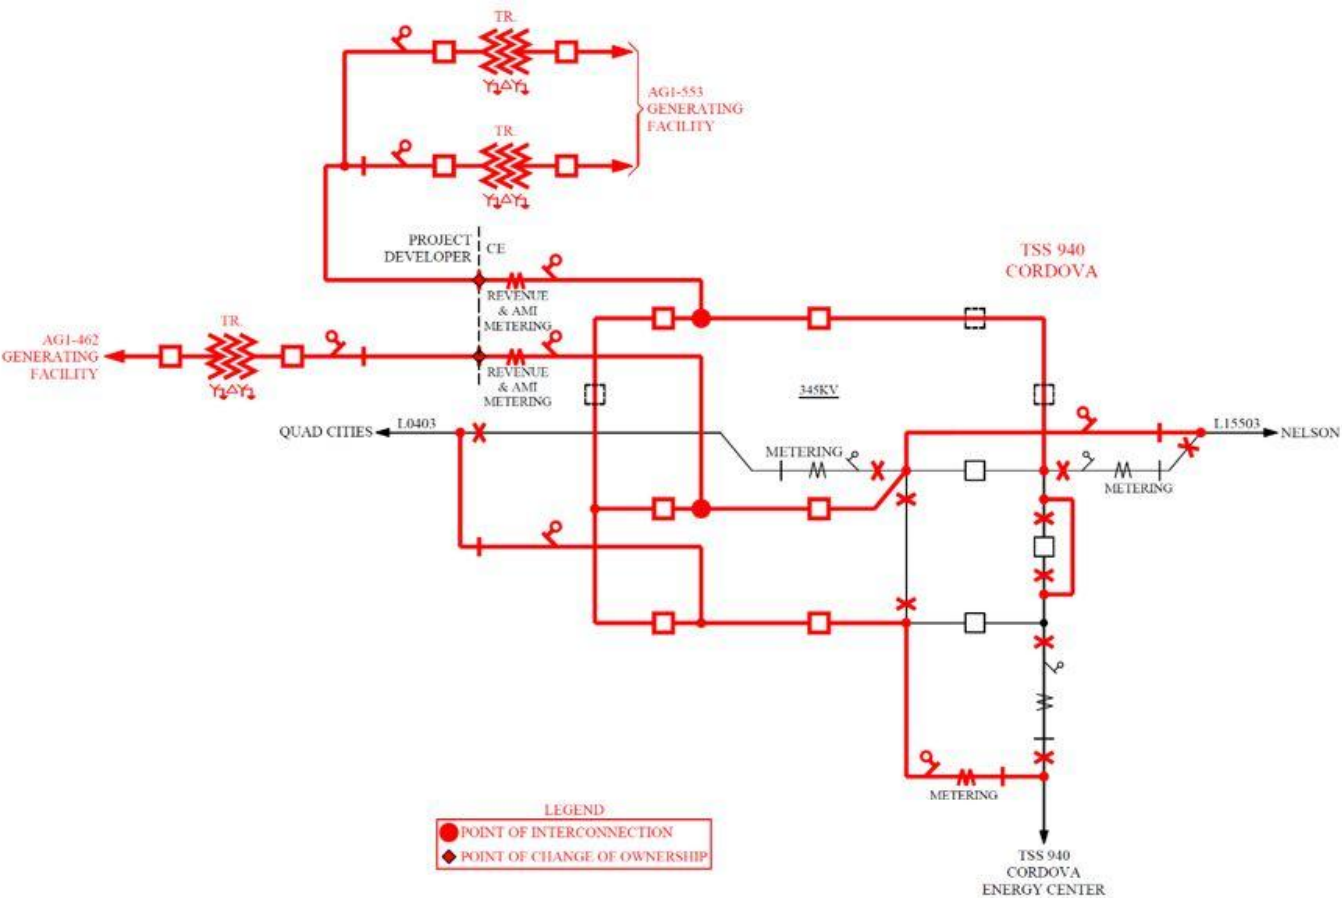 TR.
AG1-553
GENERATING
FACILITY
TR.
PROJECT
DEVELOPER
CE
REVENUE
& AMI
METERING
TSS 940
CORDOVA
TR.
AG1-462
GENERATING
FACILITY
REVENUE
& AMI
METERING
345KV
QUAD CITIES
L0403
L15503
NELSON
METERING
METERING
METERING
LEGEND
POINT OF INTERCONNECTION
POINT OF CHANGE OF OWNERSHIP
TSS 940
CORDOVA
ENERGY CENTER